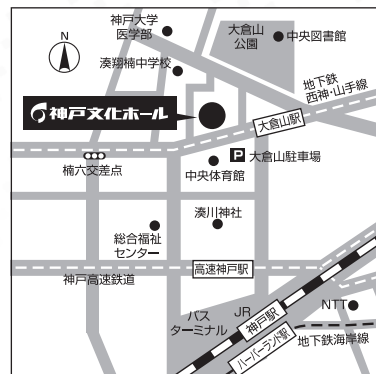 N
神戸大学
医学部
大倉山
公園
中央図書館
湊翔楠中学校
地下鉄
西神・山手線
神戸文化ホール
大倉山駅
P 大倉山駐車場
楠六交差点
中央体育館
湊川神社
総合福祉
センター
高速神戸駅
神戸高速鉄道
バス
ターミナル
JR
神戸駅
NTT
ハーバーランド駅
地下鉄海岸線